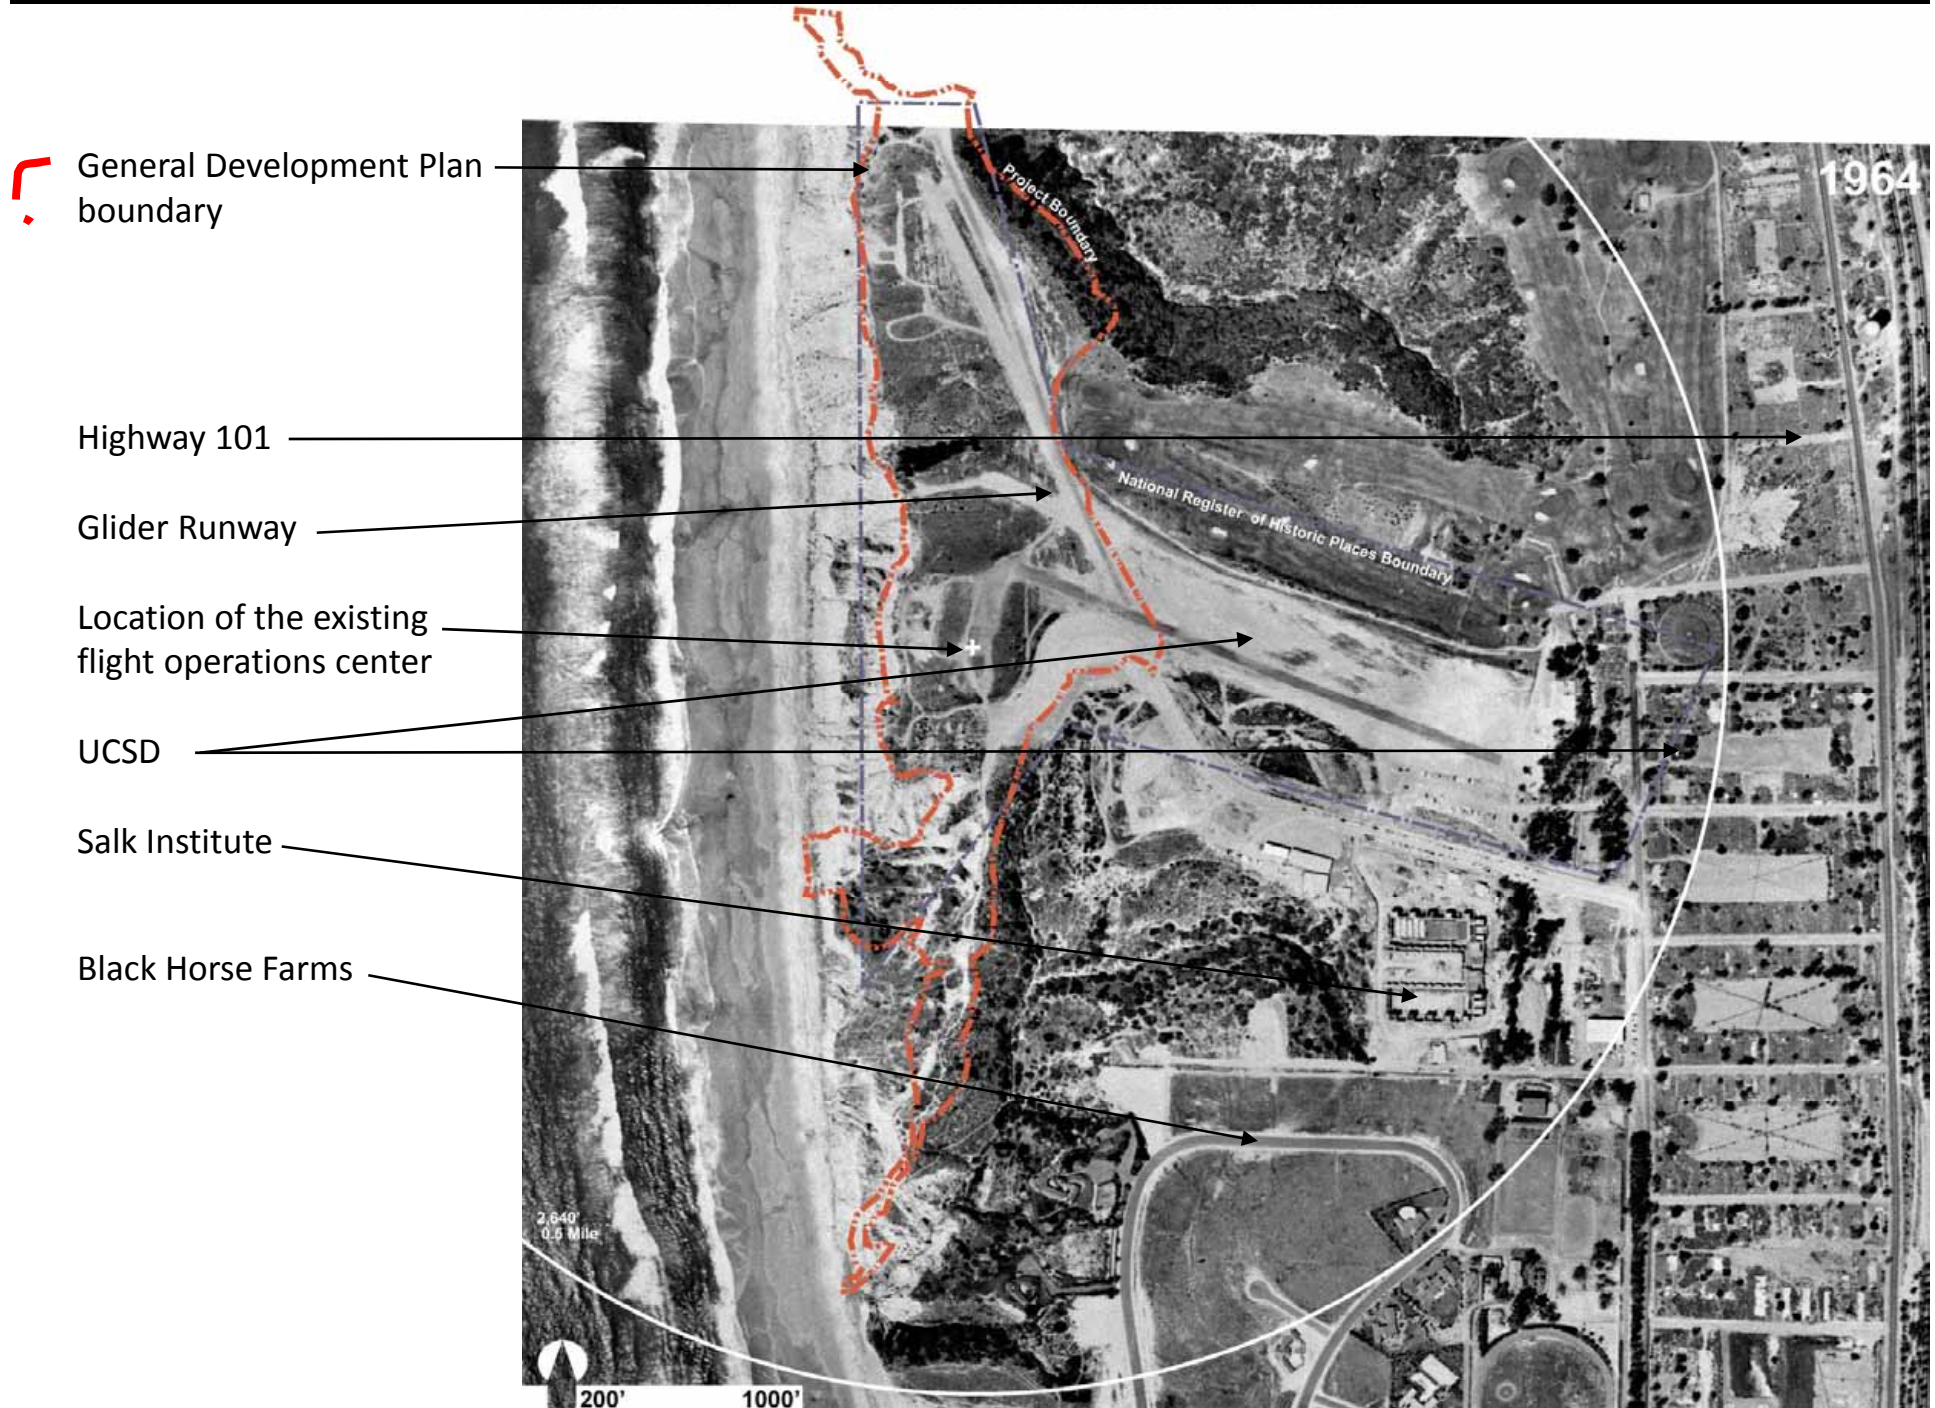 1964
General Development Plan
boundary
Project Boundary
Highway 101
National Register of Historic Places Boundary
Glider Runway
Location of the existing
flight operations center
UCSD
Salk Institute
Black Horse Farms
2,640'
0.5 Mile
200'
1000'